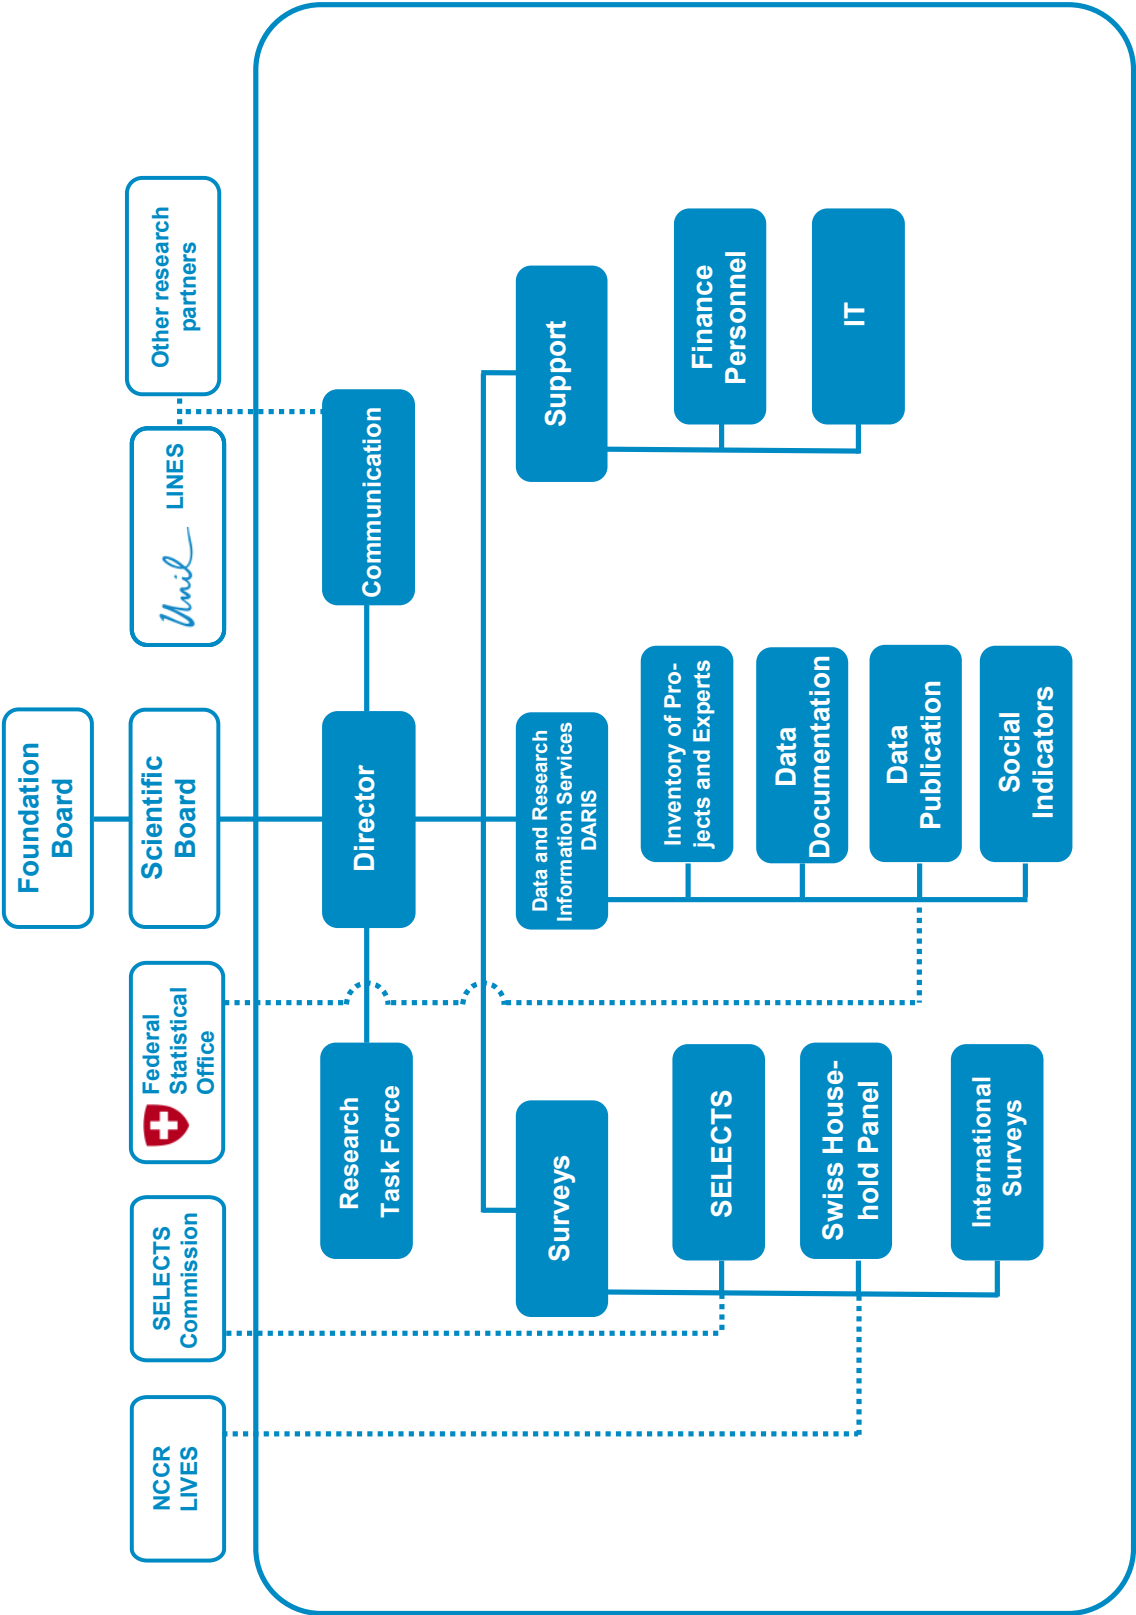 Foundation
Board
NCCR
LIVES
SELECTS
Commission
Federal
Statistical
Office
Scientific
Board
Unil
LINES
Other research
partners
Research
Task Force
Director
Communication
Surveys
Data and Research
Information Services
DARIS
Support
SELECTS
Swiss House-
hold Panel
International
Surveys
Inventory of Pro-
jects and Experts
Data
Documentation
Data
Publication
Social
Indicators
Finance
Personnel
IT